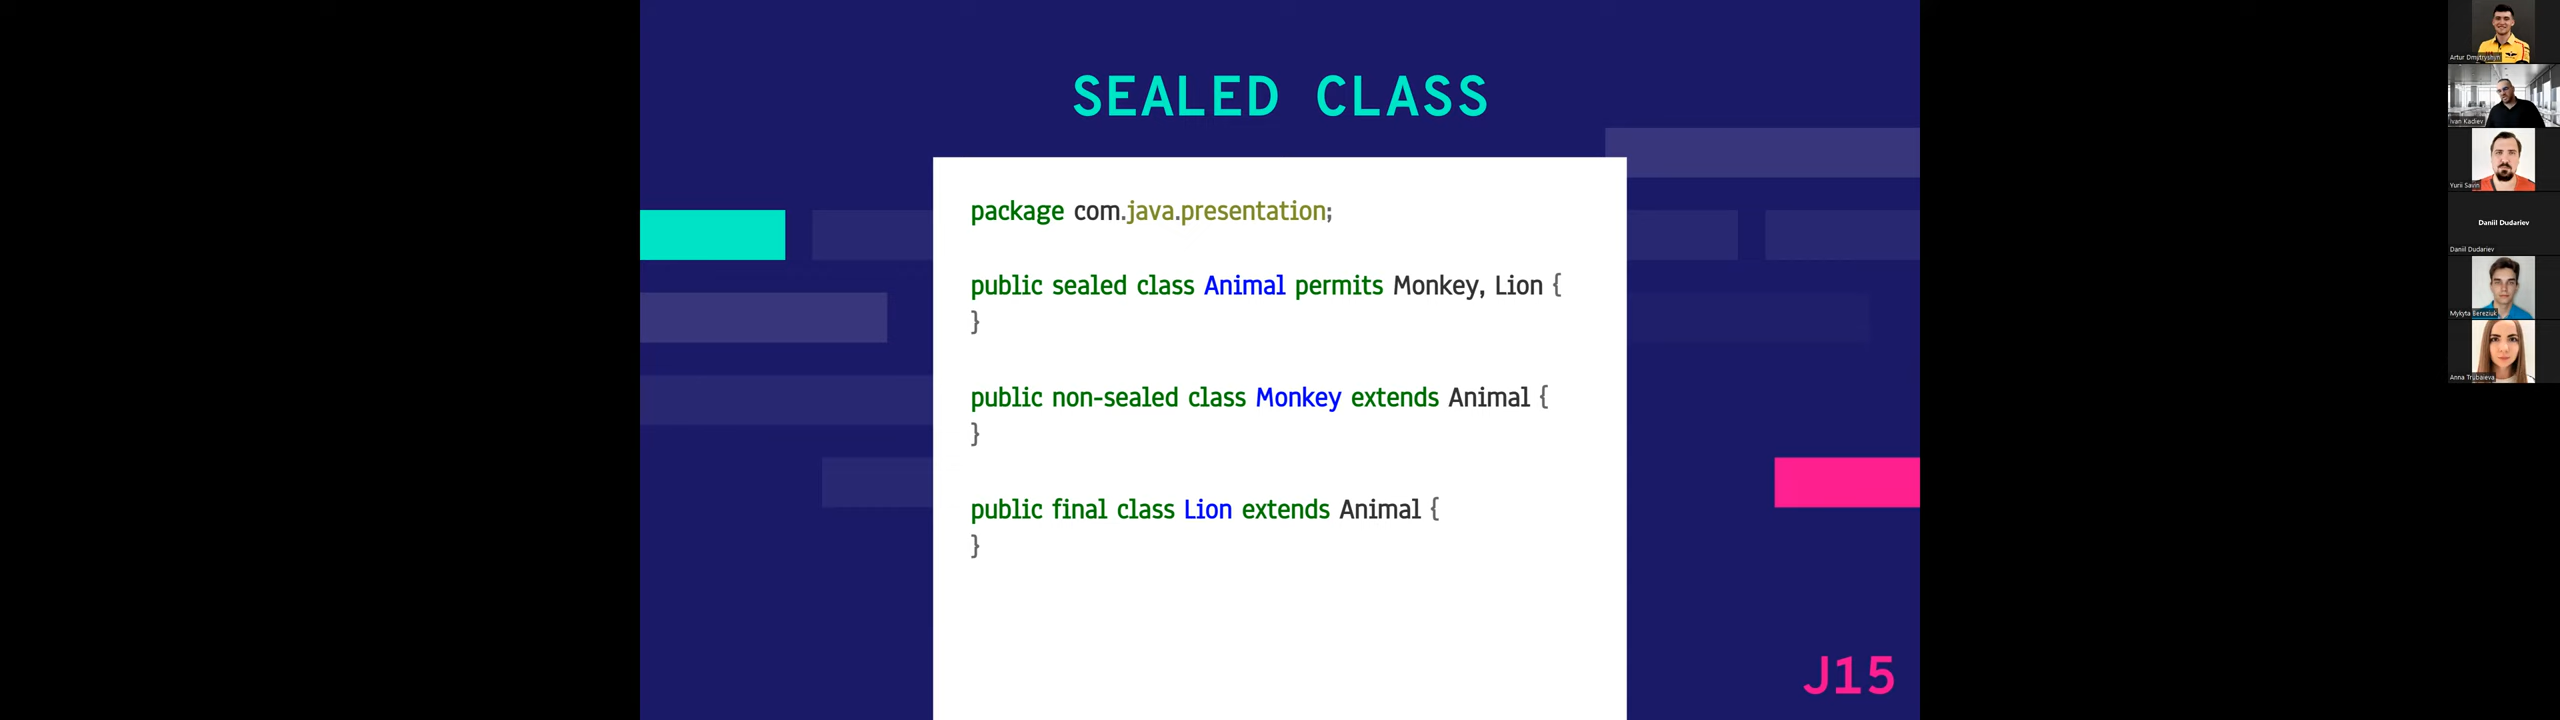 SEALED CLASS
package com.java.presentation;
public sealed class Animal permits Monkey, Lion {
}
public non-sealed class Monkey extends Animal {
}
public final class Lion extends Animal {
}
J15
Artur Dmytryshyn
Ivan Kadiev
Yurii Savin
Daniil Dudariev
Daniil Dudariev
Mykyta Bereziuk
Anna Trubaieva